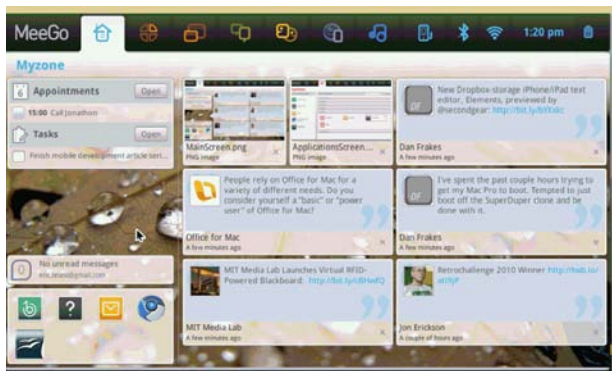 MeeGo
1:20 pm
Myzone
6
Appointments
Open
15:00 Call Jonathon
Tasks
Open
Finish mobile development article seri...
0
No unread messages
MainScreen.png
PNG image
ApplicationsScreen....
PNG image
New Dropbox-storage iPhone/iPad text
editor, Elements, previewed by
@secondgear:
DF
Dan Frakes
A few minutes ago
People rely on Office for Mac for a
variety of different needs. Do you
consider yourself a "basic" or "power
user" of Office for Mac?
Office for Mac
A few minutes ago
I've spent the past couple hours trying to
get my Mac Pro to boot. Tempted to just
boot off the SuperDuper clone and be
done with it.
DF
Dan Frakes
A few minutes ago
MIT Media Lab Launches Virtual RFID-
Powered Blackboard:
MIT Media Lab
A few minutes ago
Retrochallenge 2010 Winner
Jon Erickson
A couple of hours ago